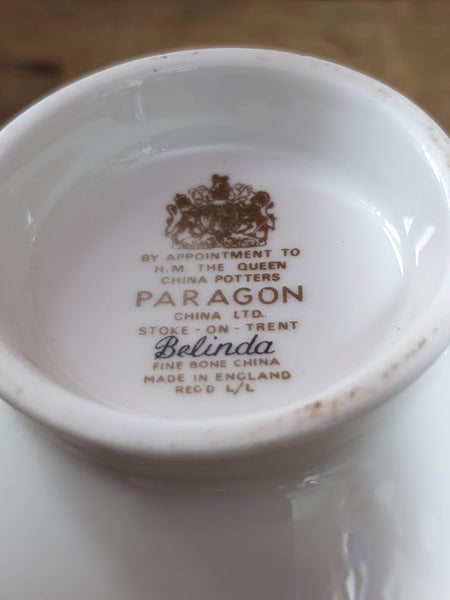 BY APPOINTMENT TO
H.M. THE QUEEN
CHINA POTTERS
PARAGON
CHINA LTD.
STOKE-ON-TRENT
Belinda
FINE BONE CHINA
MADE IN ENGLAND
REG'D L/L